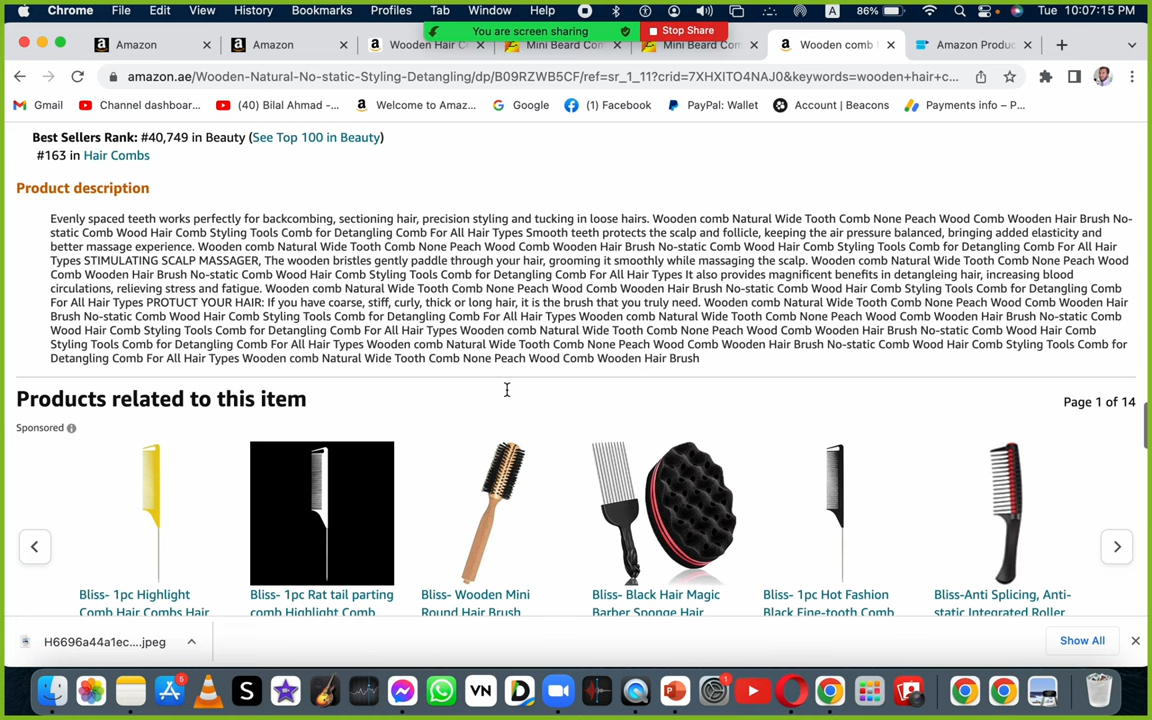 Chrome File Edit View History Bookmarks Profiles Tab Window Help A 86% Tue 10:07:15 PM
You are screen sharing Stop Share
Amazon Amazon Wooden Hair C Mini Beard Com Mini Beard Com Wooden comb Amazon Produc
amazon.ae/Wooden-Natural-No-static-Styling-Detangling/dp/B09RZWB5CF/ref=sr_1_11?crid=7XHXITO4NAJ0&keywords=wooden+hair+c...
Gmail Channel dashboar... (40) Bilal Ahmad -... Welcome to Amaz... Google (1) Facebook PayPal: Wallet Account | Beacons Payments info – P...
Best Sellers Rank: #40,749 in Beauty (See Top 100 in Beauty)
#163 in Hair Combs
Product description
Evenly spaced teeth works perfectly for backcombing, sectioning hair, precision styling and tucking in loose hairs. Wooden comb Natural Wide Tooth Comb None Peach Wood Comb Wooden Hair Brush No-
static Comb Wood Hair Comb Styling Tools Comb for Detangling Comb For All Hair Types Smooth teeth protects the scalp and follicle, keeping the air pressure balanced, bringing added elasticity and
better massage experience. Wooden comb Natural Wide Tooth Comb None Peach Wood Comb Wooden Hair Brush No-static Comb Wood Hair Comb Styling Tools Comb for Detangling Comb For All Hair
Types STIMULATING SCALP MASSAGER, The wooden bristles gently paddle through your hair, grooming it smoothly while massaging the scalp. Wooden comb Natural Wide Tooth Comb None Peach Wood
Comb Wooden Hair Brush No-static Comb Wood Hair Comb Styling Tools Comb for Detangling Comb For All Hair Types It also provides magnificent benefits in detangleing hair, increasing blood
circulations, relieving stress and fatigue. Wooden comb Natural Wide Tooth Comb None Peach Wood Comb Wooden Hair Brush No-static Comb Wood Hair Comb Styling Tools Comb for Detangling Comb
For All Hair Types PROTUCT YOUR HAIR: If you have coarse, stiff, curly, thick or long hair, it is the brush that you truly need. Wooden comb Natural Wide Tooth Comb None Peach Wood Comb Wooden Hair
Brush No-static Comb Wood Hair Comb Styling Tools Comb for Detangling Comb For All Hair Types Wooden comb Natural Wide Tooth Comb None Peach Wood Comb Wooden Hair Brush No-static Comb
Wood Hair Comb Styling Tools Comb for Detangling Comb For All Hair Types Wooden comb Natural Wide Tooth Comb None Peach Wood Comb Wooden Hair Brush No-static Comb Wood Hair Comb
Styling Tools Comb for Detangling Comb For All Hair Types Wooden comb Natural Wide Tooth Comb None Peach Wood Comb Wooden Hair Brush No-static Comb Wood Hair Comb Styling Tools Comb for
Detangling Comb For All Hair Types Wooden comb Natural Wide Tooth Comb None Peach Wood Comb Wooden Hair Brush
Products related to this item Page 1 of 14
Sponsored
Bliss- 1pc Highlight Bliss- 1pc Rat tail parting Bliss- Wooden Mini Bliss- Black Hair Magic Bliss- 1pc Hot Fashion Bliss-Anti Splicing, Anti-
Comb Hair Combs Hair comb Highlight Comb Round Hair Brush Barber Sponge Hair Black Fine-tooth Comb static Integrated Roller
H6696a44a1ec....jpeg Show All
5 S VN D 1